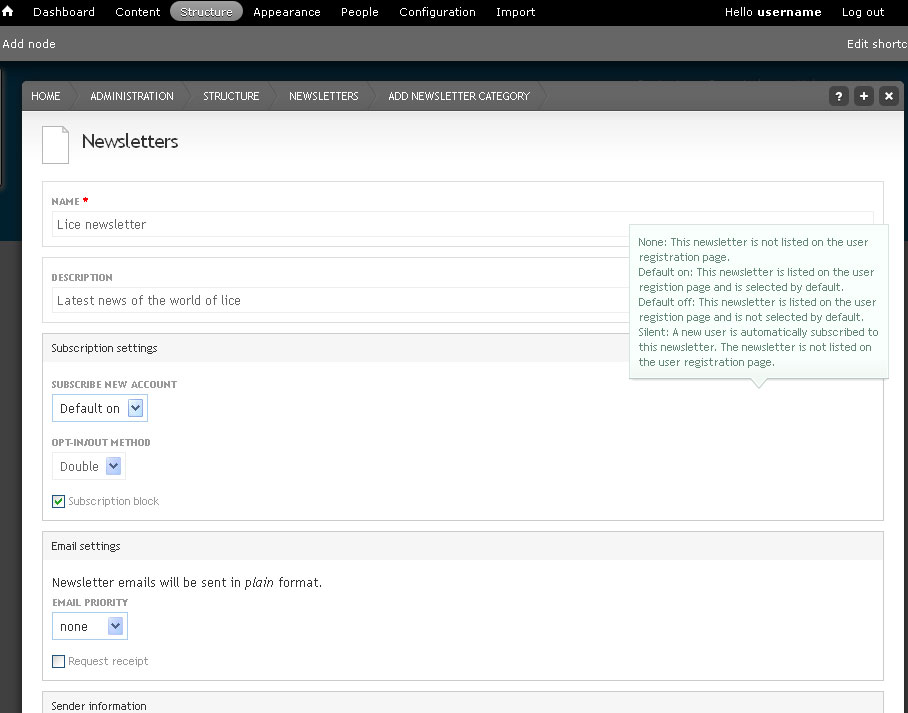 Dashboard Content Structure Appearance People Configuration Import Hello username Log out
Add node Edit shortc
HOME ADMINISTRATION STRUCTURE NEWSLETTERS ADD NEWSLETTER CATEGORY ? + ×
Newsletters
NAME *
Lice newsletter
DESCRIPTION
Latest news of the world of lice
None: This newsletter is not listed on the user
registration page.
Default on: This newsletter is listed on the user
registion page and is selected by default.
Default off: This newsletter is listed on the user
registion page and is not selected by default.
Silent: A new user is automatically subscribed to
this newsletter. The newsletter is not listed on
the user registration page.
Subscription settings
SUBSCRIBE NEW ACCOUNT
Default on
OPT-IN/OUT METHOD
Double
Subscription block
Email settings
Newsletter emails will be sent in plain format.
EMAIL PRIORITY
none
Request receipt
Sender information